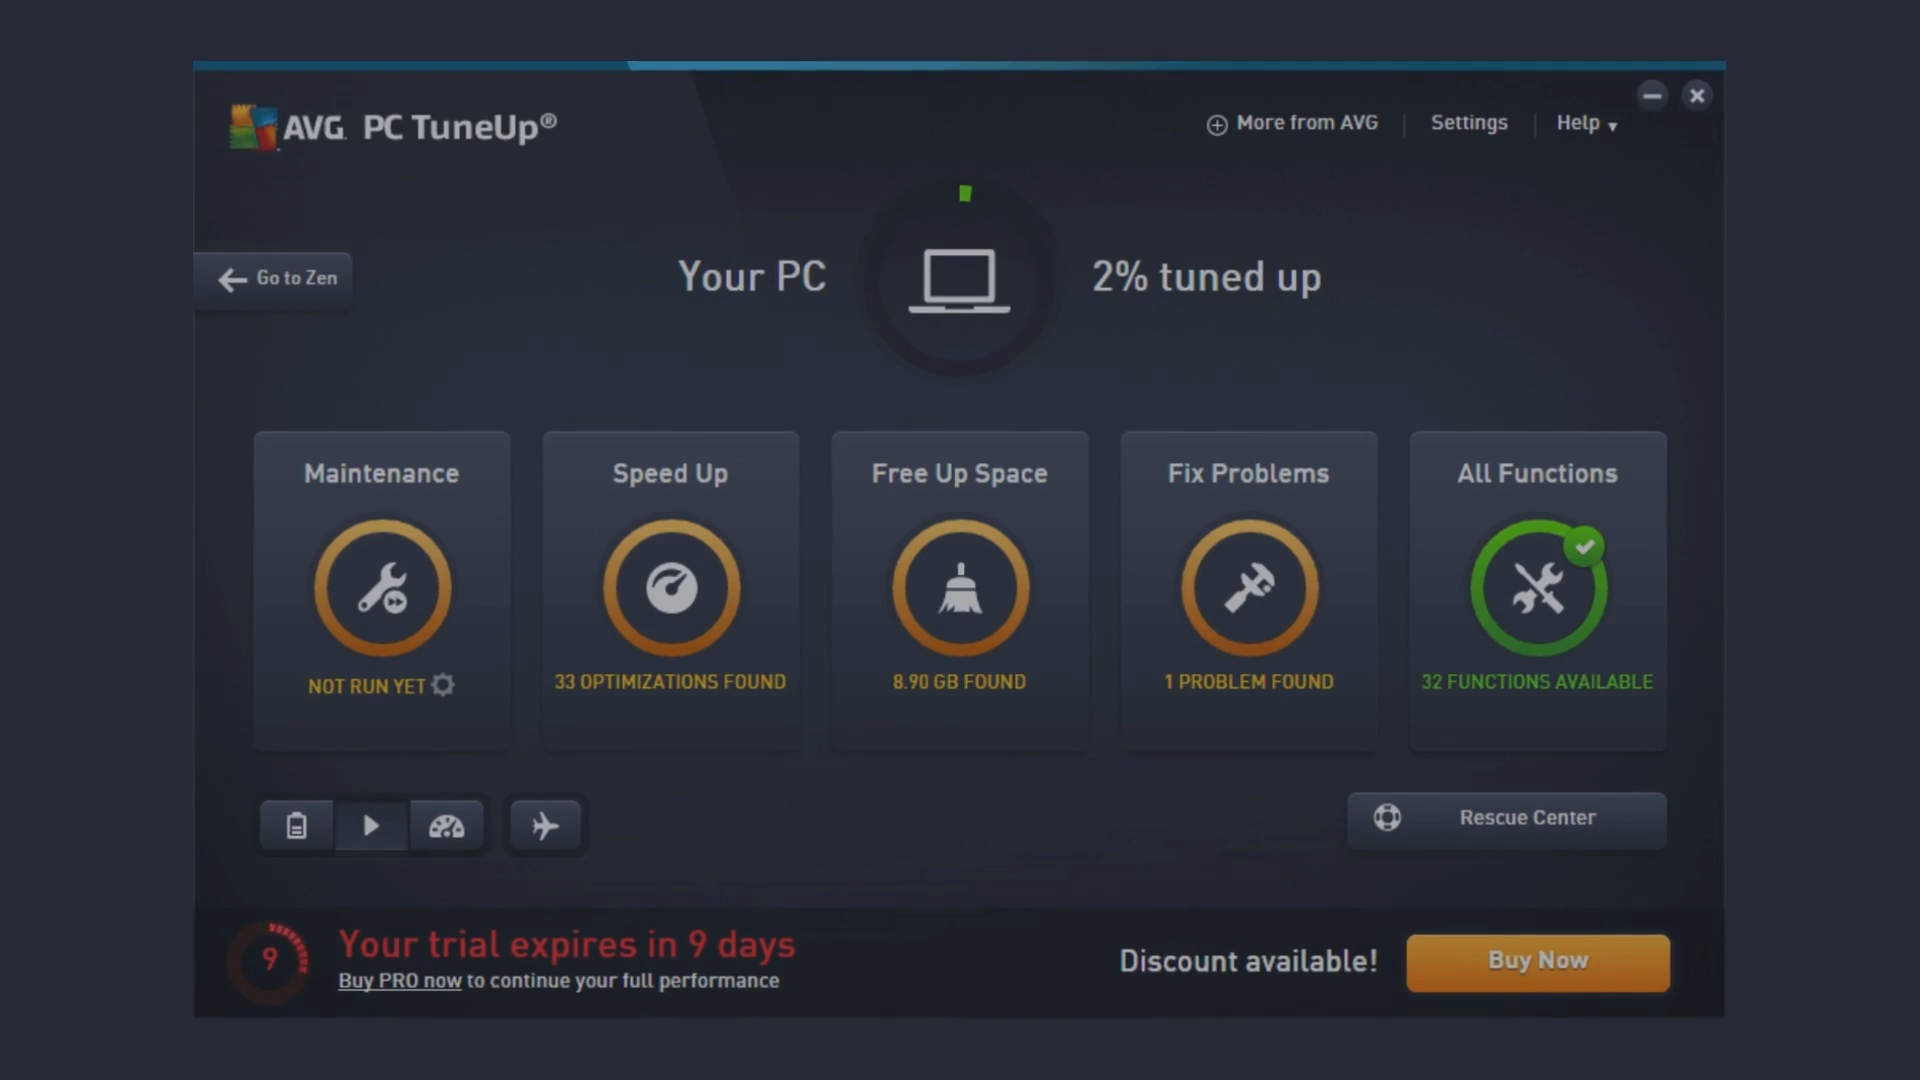 AVG PC TuneUp®
More from AVG
Settings
Help
Go to Zen
Your PC
2% tuned up
Maintenance
NOT RUN YET
Speed Up
33 OPTIMIZATIONS FOUND
Free Up Space
8.90 GB FOUND
Fix Problems
1 PROBLEM FOUND
All Functions
32 FUNCTIONS AVAILABLE
Rescue Center
9
Your trial expires in 9 days
Buy PRO now to continue your full performance
Discount available!
Buy Now